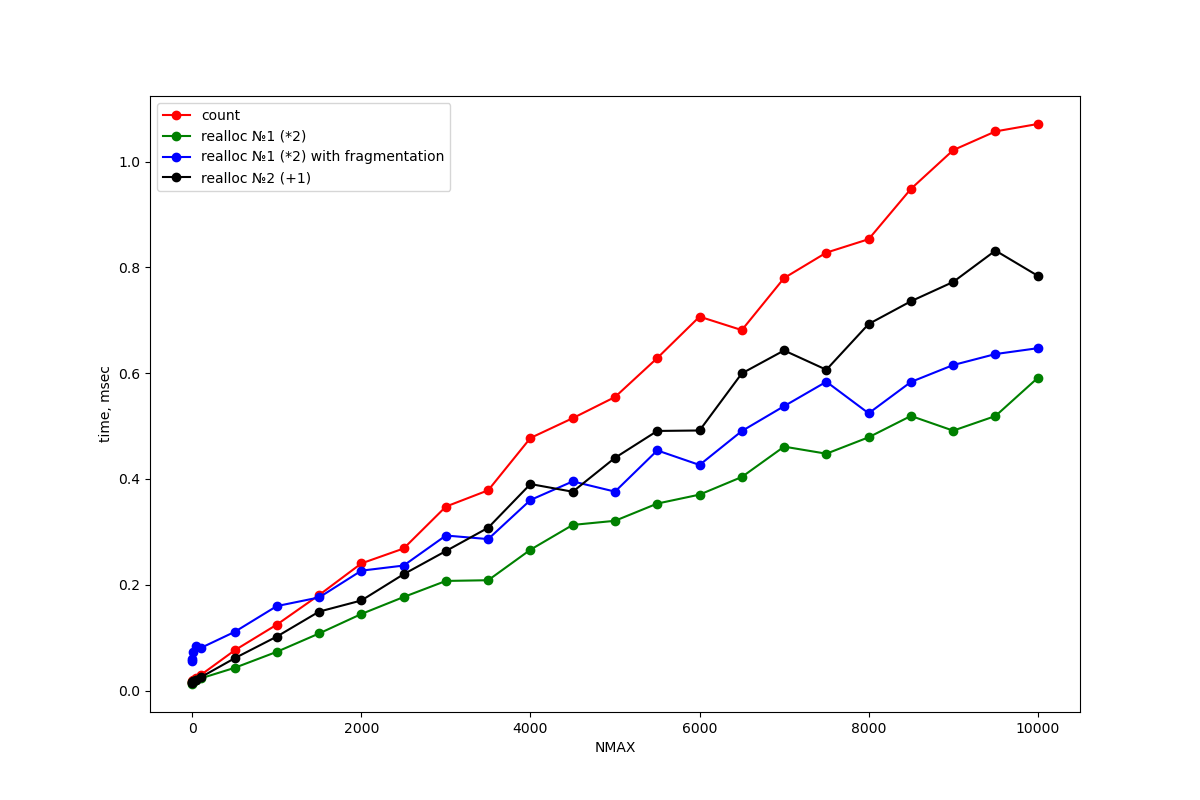 count
realloc №1 (*2)
realloc №1 (*2) with fragmentation
realloc №2 (+1)
1.0
0.8
0.6
0.4
0.2
0.0
time, msec
0 2000 4000 6000 8000 10000
NMAX